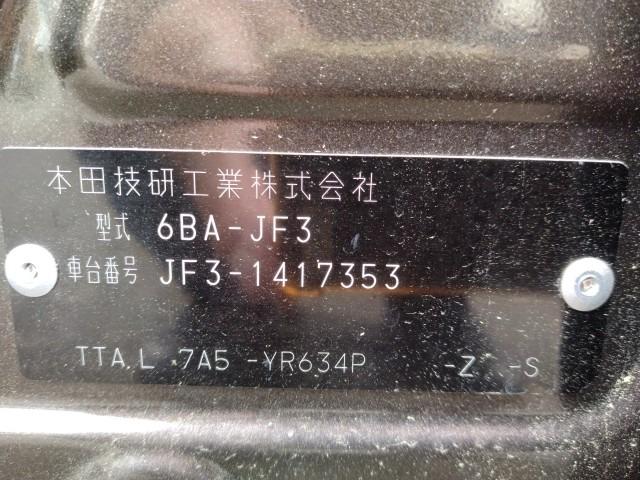 本田技研工業株式会社
型式 6BA-JF3
車台番号 JF3-1417353
TTA L 7A5 -YR634P -Z -S